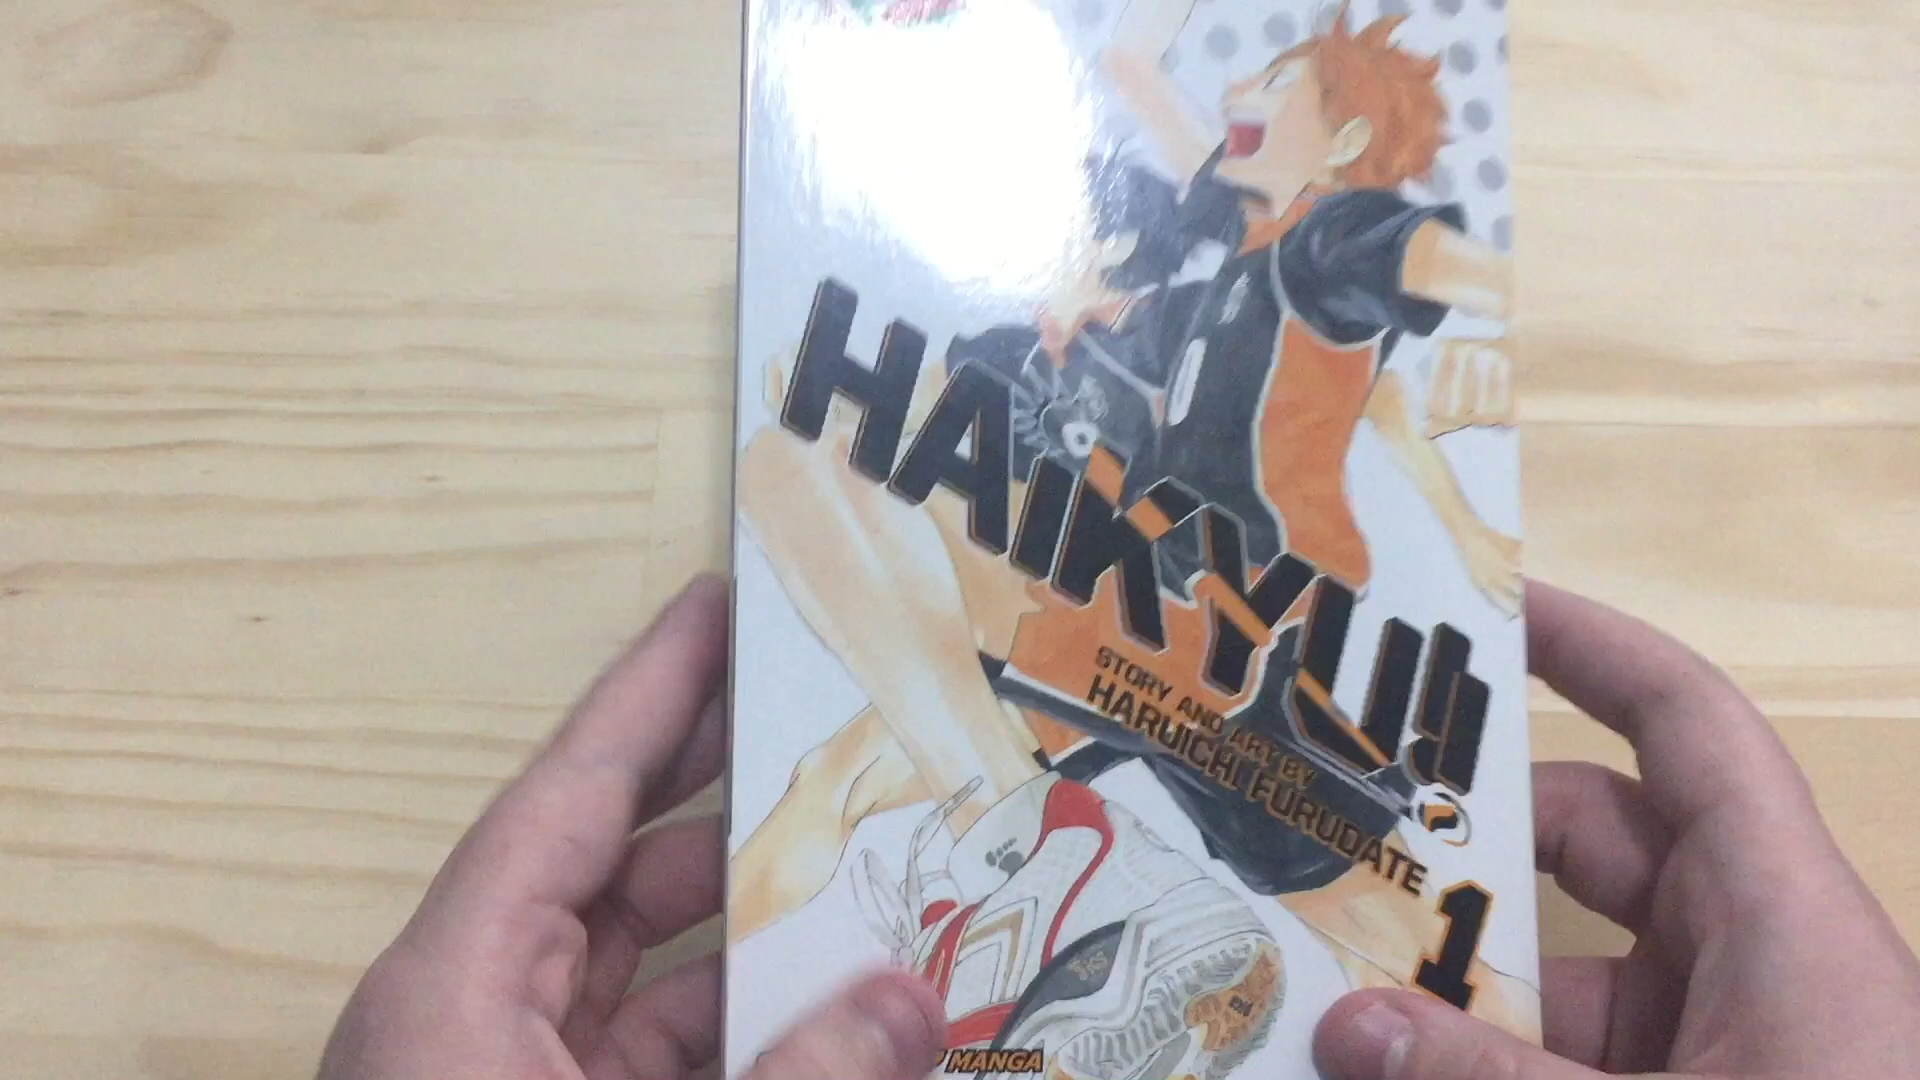 HAIKYU!!
STORY AND ART BY
HARUICHI FURUDATE
1
MANGA